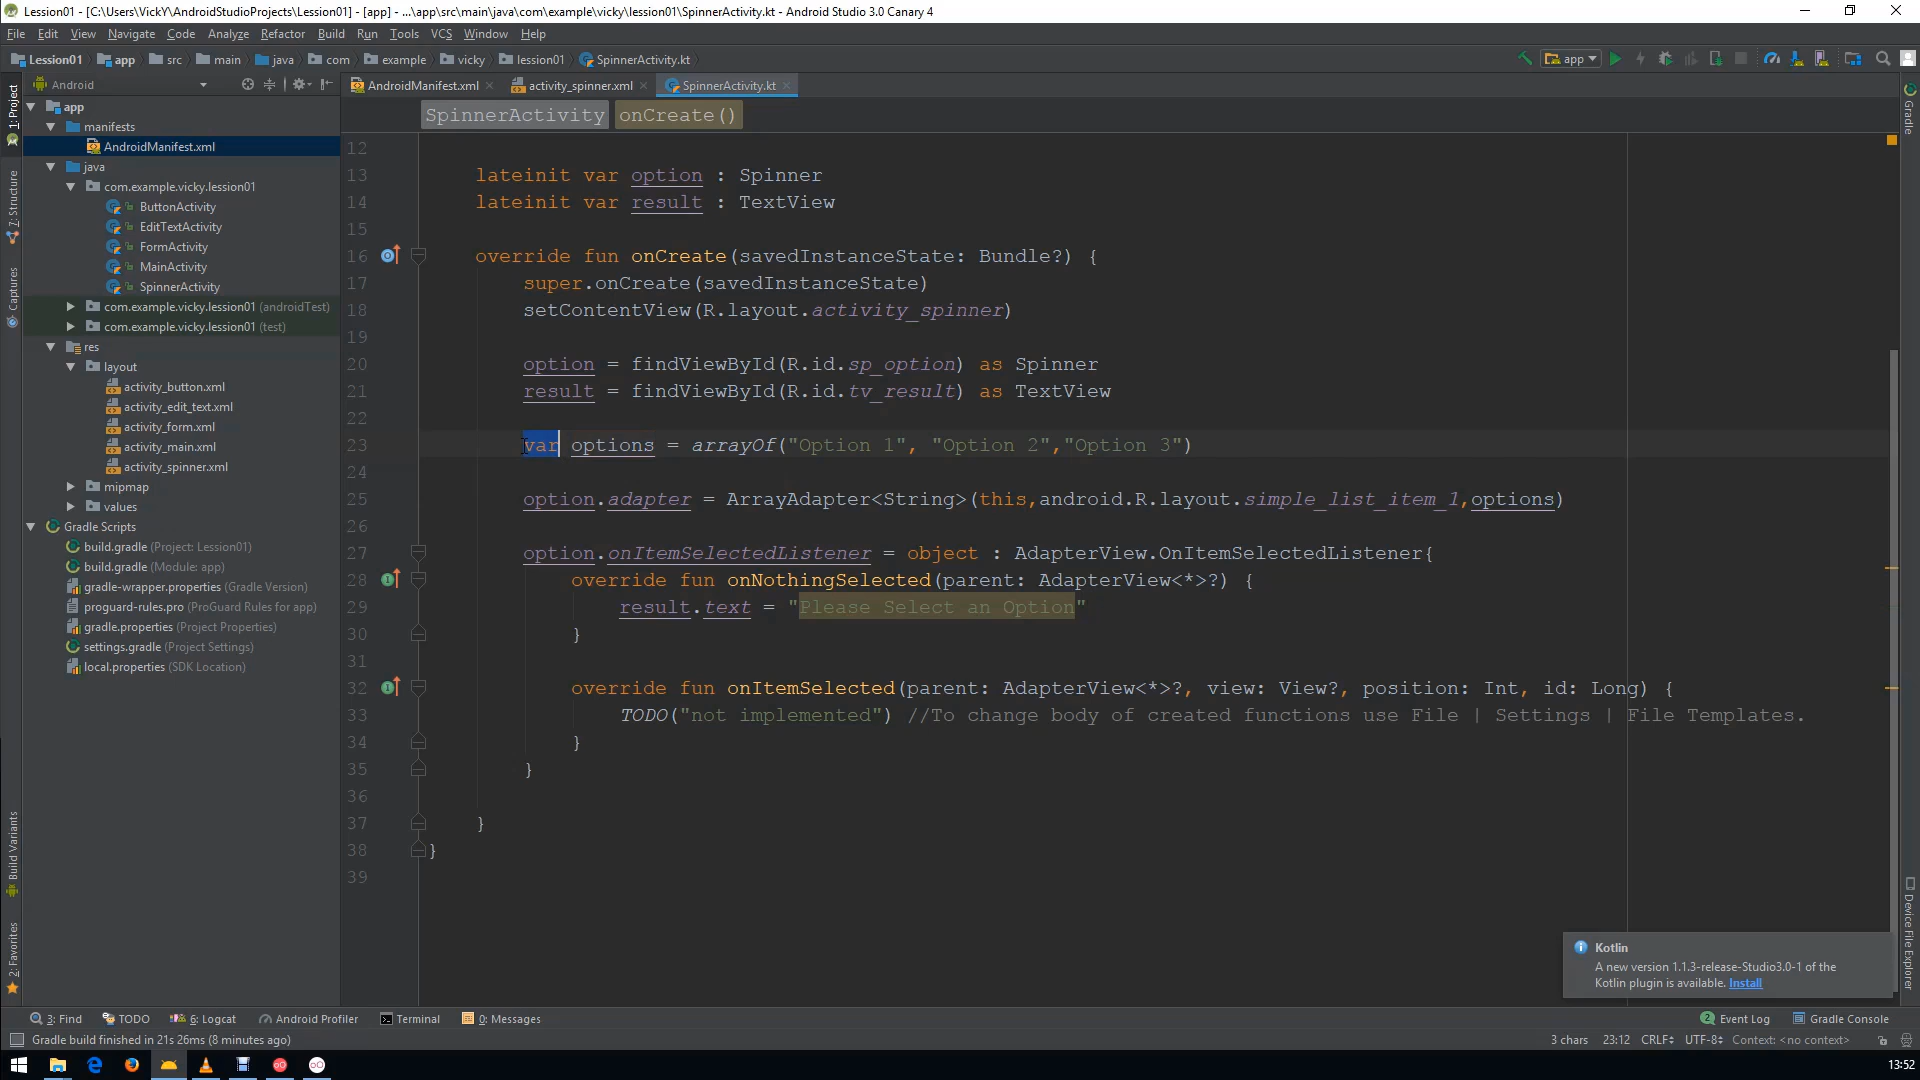 Lession01 - [C:\Users\VickY\AndroidStudioProjects\Lession01] - [app] - ...\app\src\main\java\com\example\vicky\lession01\SpinnerActivity.kt - Android Studio 3.0 Canary 4
File Edit View Navigate Code Analyze Refactor Build Run Tools VCS Window Help
Lession01 app src main java com example vicky lession01 SpinnerActivity.kt app
Android
AndroidManifest.xml activity_spinner.xml SpinnerActivity.kt
SpinnerActivity onCreate()
1: Project
7: Structure
Captures
Build Variants
2: Favorites
app
manifests
AndroidManifest.xml
java
com.example.vicky.lession01
ButtonActivity
EditTextActivity
FormActivity
MainActivity
SpinnerActivity
com.example.vicky.lession01 (androidTest)
com.example.vicky.lession01 (test)
res
layout
activity_button.xml
activity_edit_text.xml
activity_form.xml
activity_main.xml
activity_spinner.xml
mipmap
values
Gradle Scripts
build.gradle (Project: Lession01)
build.gradle (Module: app)
gradle-wrapper.properties (Gradle Version)
proguard-rules.pro (ProGuard Rules for app)
gradle.properties (Project Properties)
settings.gradle (Project Settings)
local.properties (SDK Location)
12
13 lateinit var option : Spinner
14 lateinit var result : TextView
15
16 override fun onCreate(savedInstanceState: Bundle?) {
17 super.onCreate(savedInstanceState)
18 setContentView(R.layout.activity_spinner)
19
20 option = findViewById(R.id.sp_option) as Spinner
21 result = findViewById(R.id.tv_result) as TextView
22
23 var options = arrayOf("Option 1", "Option 2","Option 3")
24
25 option.adapter = ArrayAdapter<String>(this,android.R.layout.simple_list_item_1,options)
26
27 option.onItemSelectedListener = object : AdapterView.OnItemSelectedListener{
28 override fun onNothingSelected(parent: AdapterView<*>?) {
29 result.text = "Please Select an Option"
30 }
31
32 override fun onItemSelected(parent: AdapterView<*>?, view: View?, position: Int, id: Long) {
33 TODO("not implemented") //To change body of created functions use File | Settings | File Templates.
34 }
35 }
36
37 }
38 }
39
Gradle
Device File Explorer
Kotlin
A new version 1.1.3-release-Studio3.0-1 of the
Kotlin plugin is available. Install
3: Find TODO 6: Logcat Android Profiler Terminal 0: Messages 2 Event Log Gradle Console
Gradle build finished in 21s 26ms (8 minutes ago) 3 chars 23:12 CRLF UTF-8 Context: <no context>
13:52